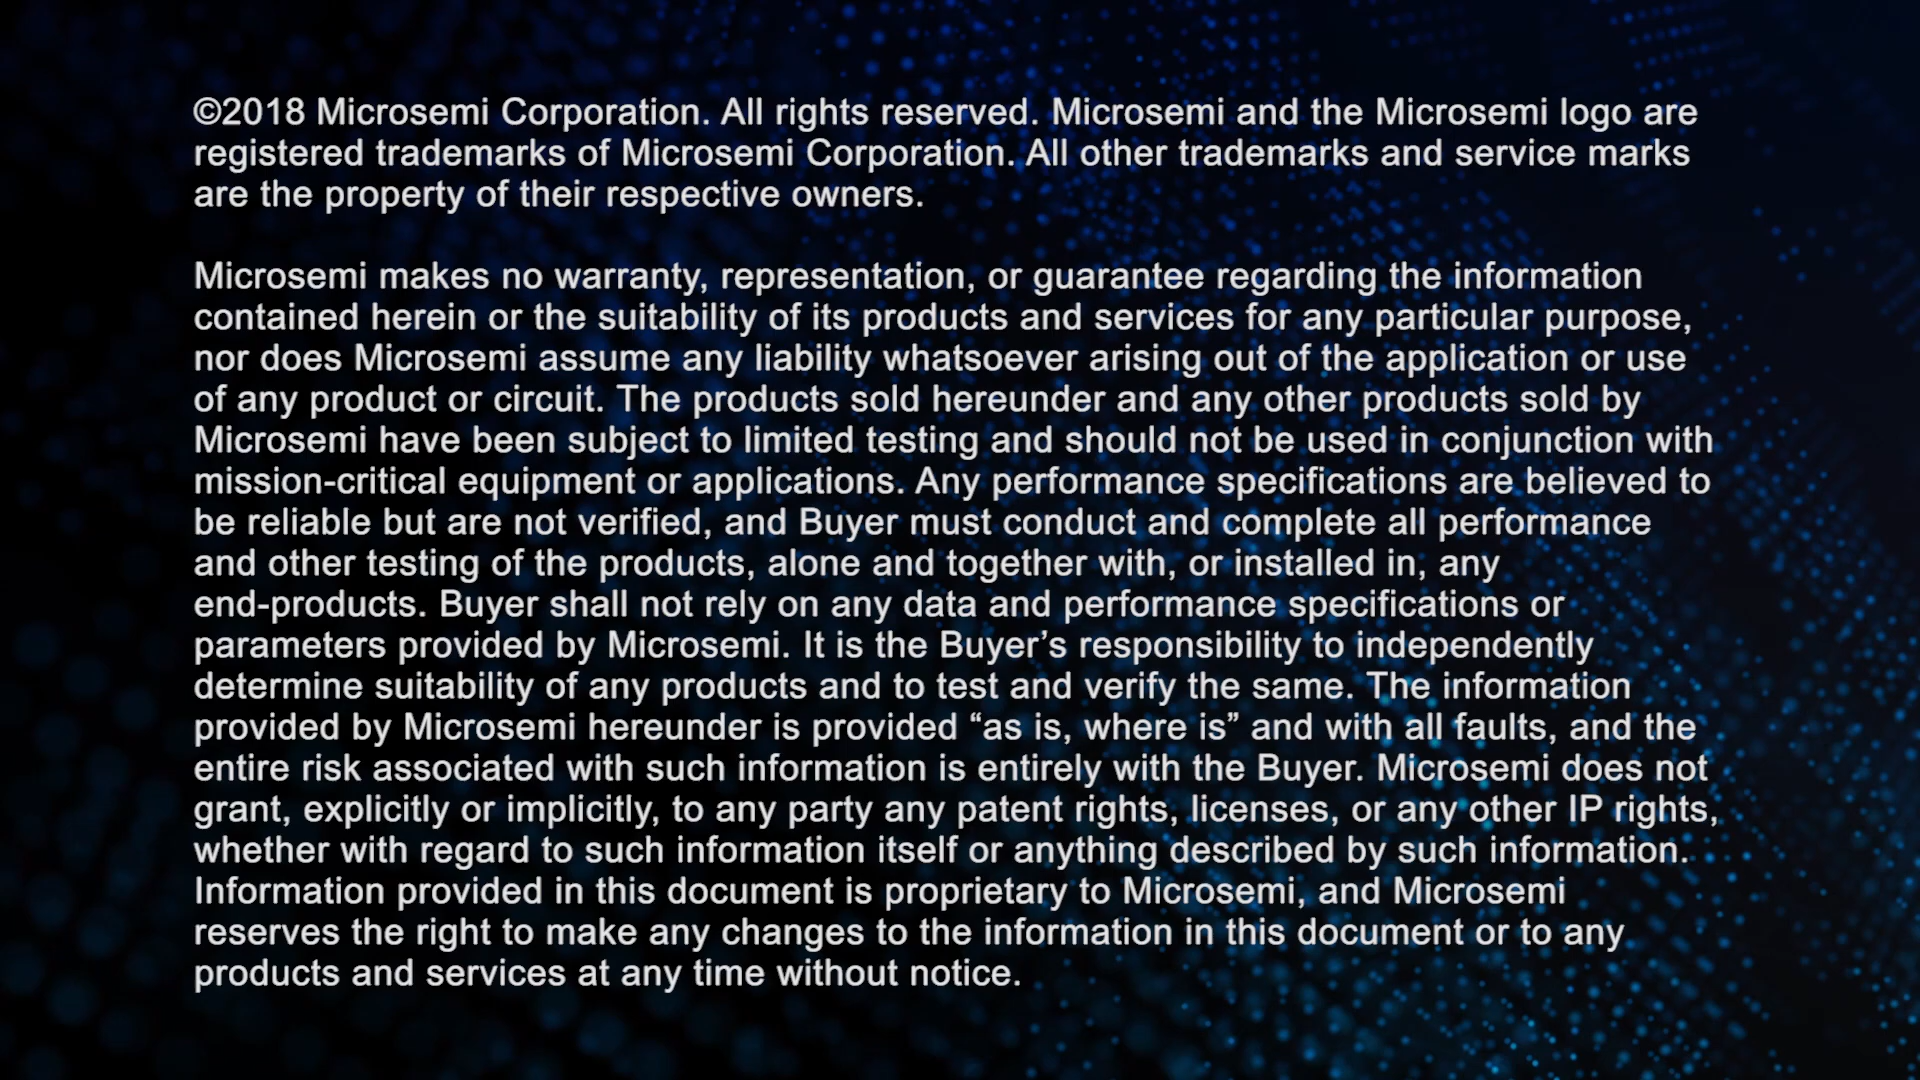 ©2018 Microsemi Corporation. All rights reserved. Microsemi and the Microsemi logo are
registered trademarks of Microsemi Corporation. All other trademarks and service marks
are the property of their respective owners.

Microsemi makes no warranty, representation, or guarantee regarding the information
contained herein or the suitability of its products and services for any particular purpose,
nor does Microsemi assume any liability whatsoever arising out of the application or use
of any product or circuit. The products sold hereunder and any other products sold by
Microsemi have been subject to limited testing and should not be used in conjunction with
mission-critical equipment or applications. Any performance specifications are believed to
be reliable but are not verified, and Buyer must conduct and complete all performance
and other testing of the products, alone and together with, or installed in, any
end-products. Buyer shall not rely on any data and performance specifications or
parameters provided by Microsemi. It is the Buyer’s responsibility to independently
determine suitability of any products and to test and verify the same. The information
provided by Microsemi hereunder is provided “as is, where is” and with all faults, and the
entire risk associated with such information is entirely with the Buyer. Microsemi does not
grant, explicitly or implicitly, to any party any patent rights, licenses, or any other IP rights,
whether with regard to such information itself or anything described by such information.
Information provided in this document is proprietary to Microsemi, and Microsemi
reserves the right to make any changes to the information in this document or to any
products and services at any time without notice.